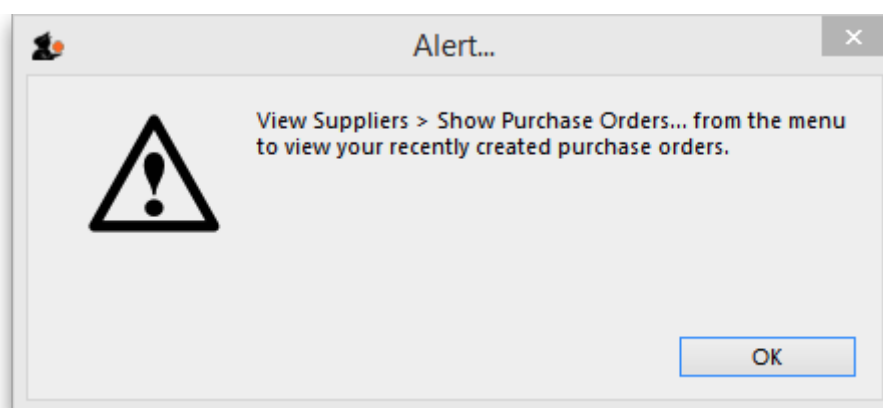 Alert...
View Suppliers > Show Purchase Orders... from the menu
to view your recently created purchase orders.
OK